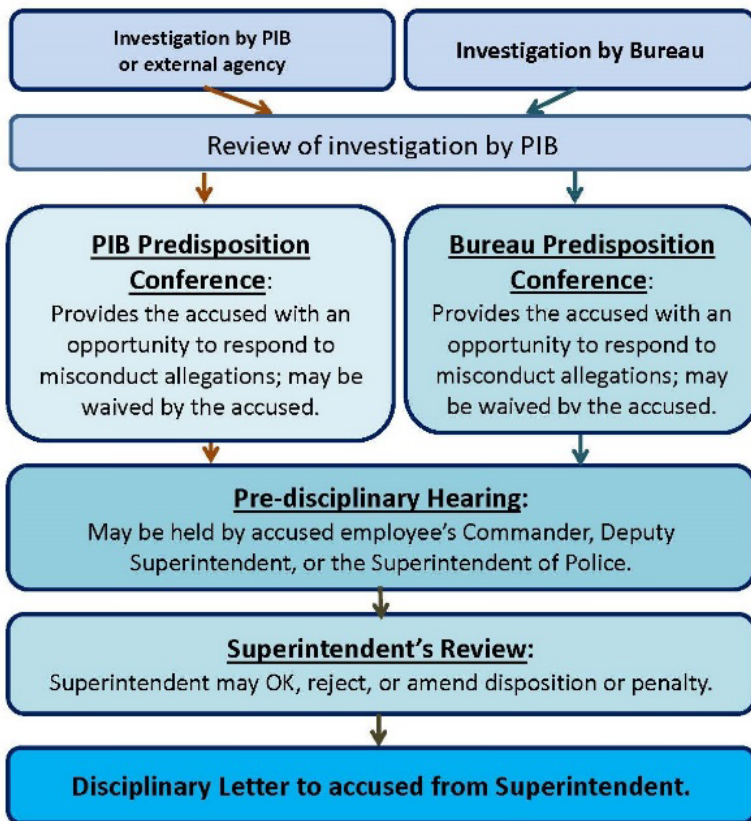 Investigation by PIB
or external agency
Investigation by Bureau
Review of investigation by PIB
PIB Predisposition
Conference:
Provides the accused with an
opportunity to respond to
misconduct allegations; may be
waived by the accused.
Bureau Predisposition
Conference:
Provides the accused with an
opportunity to respond to
misconduct allegations; may
be waived by the accused.
Pre-disciplinary Hearing:
May be held by accused employee's Commander, Deputy
Superintendent, or the Superintendent of Police.
Superintendent's Review:
Superintendent may OK, reject, or amend disposition or penalty.
Disciplinary Letter to accused from Superintendent.